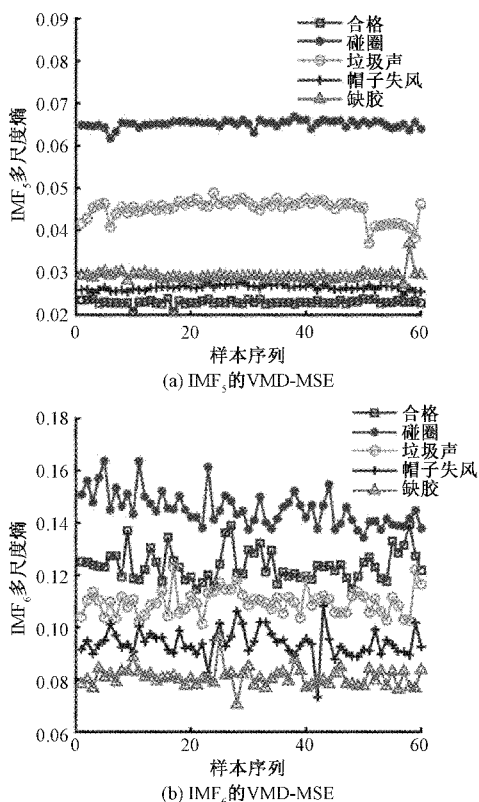 0.09
0.08
0.07
0.06
0.05
0.04
0.03
0.02
IMF₅多尺度熵
合格
碰圈
垃圾声
帽子失风
缺胶
0 20 40 60
样本序列
(a) IMF₅的VMD-MSE
0.18
0.16
0.14
0.12
0.10
0.08
0.06
IMF₆多尺度熵
合格
碰圈
垃圾声
帽子失风
缺胶
0 20 40 60
样本序列
(b) IMF₆的VMD-MSE